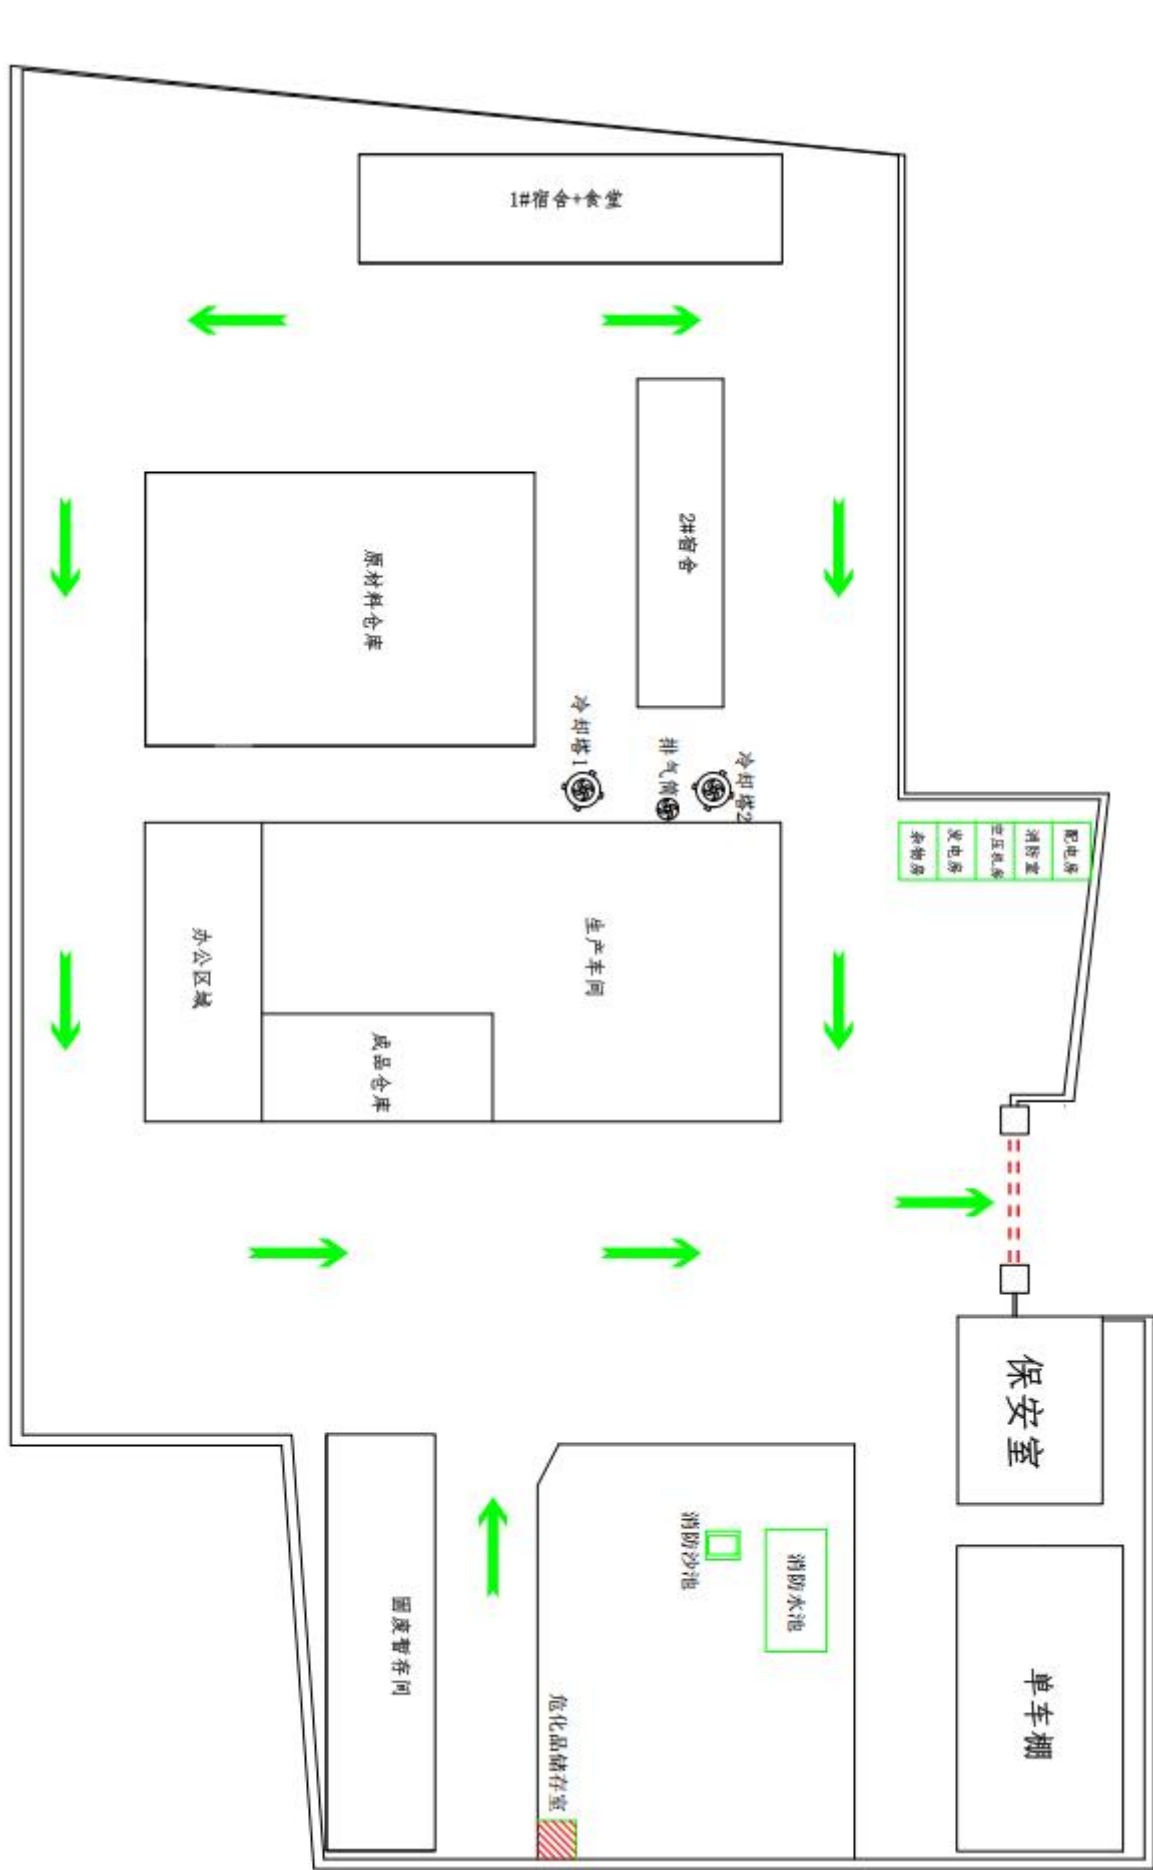 1#宿舍+食堂
2#宿舍
原材料仓库
冷却塔1
排气筒
冷却塔2
杂物房
发电房
空压机房
消防室
配电房
办公区域
生产车间
成品仓库
保安室
消防沙池
消防水池
固废暂存间
危化品储存室
单车棚